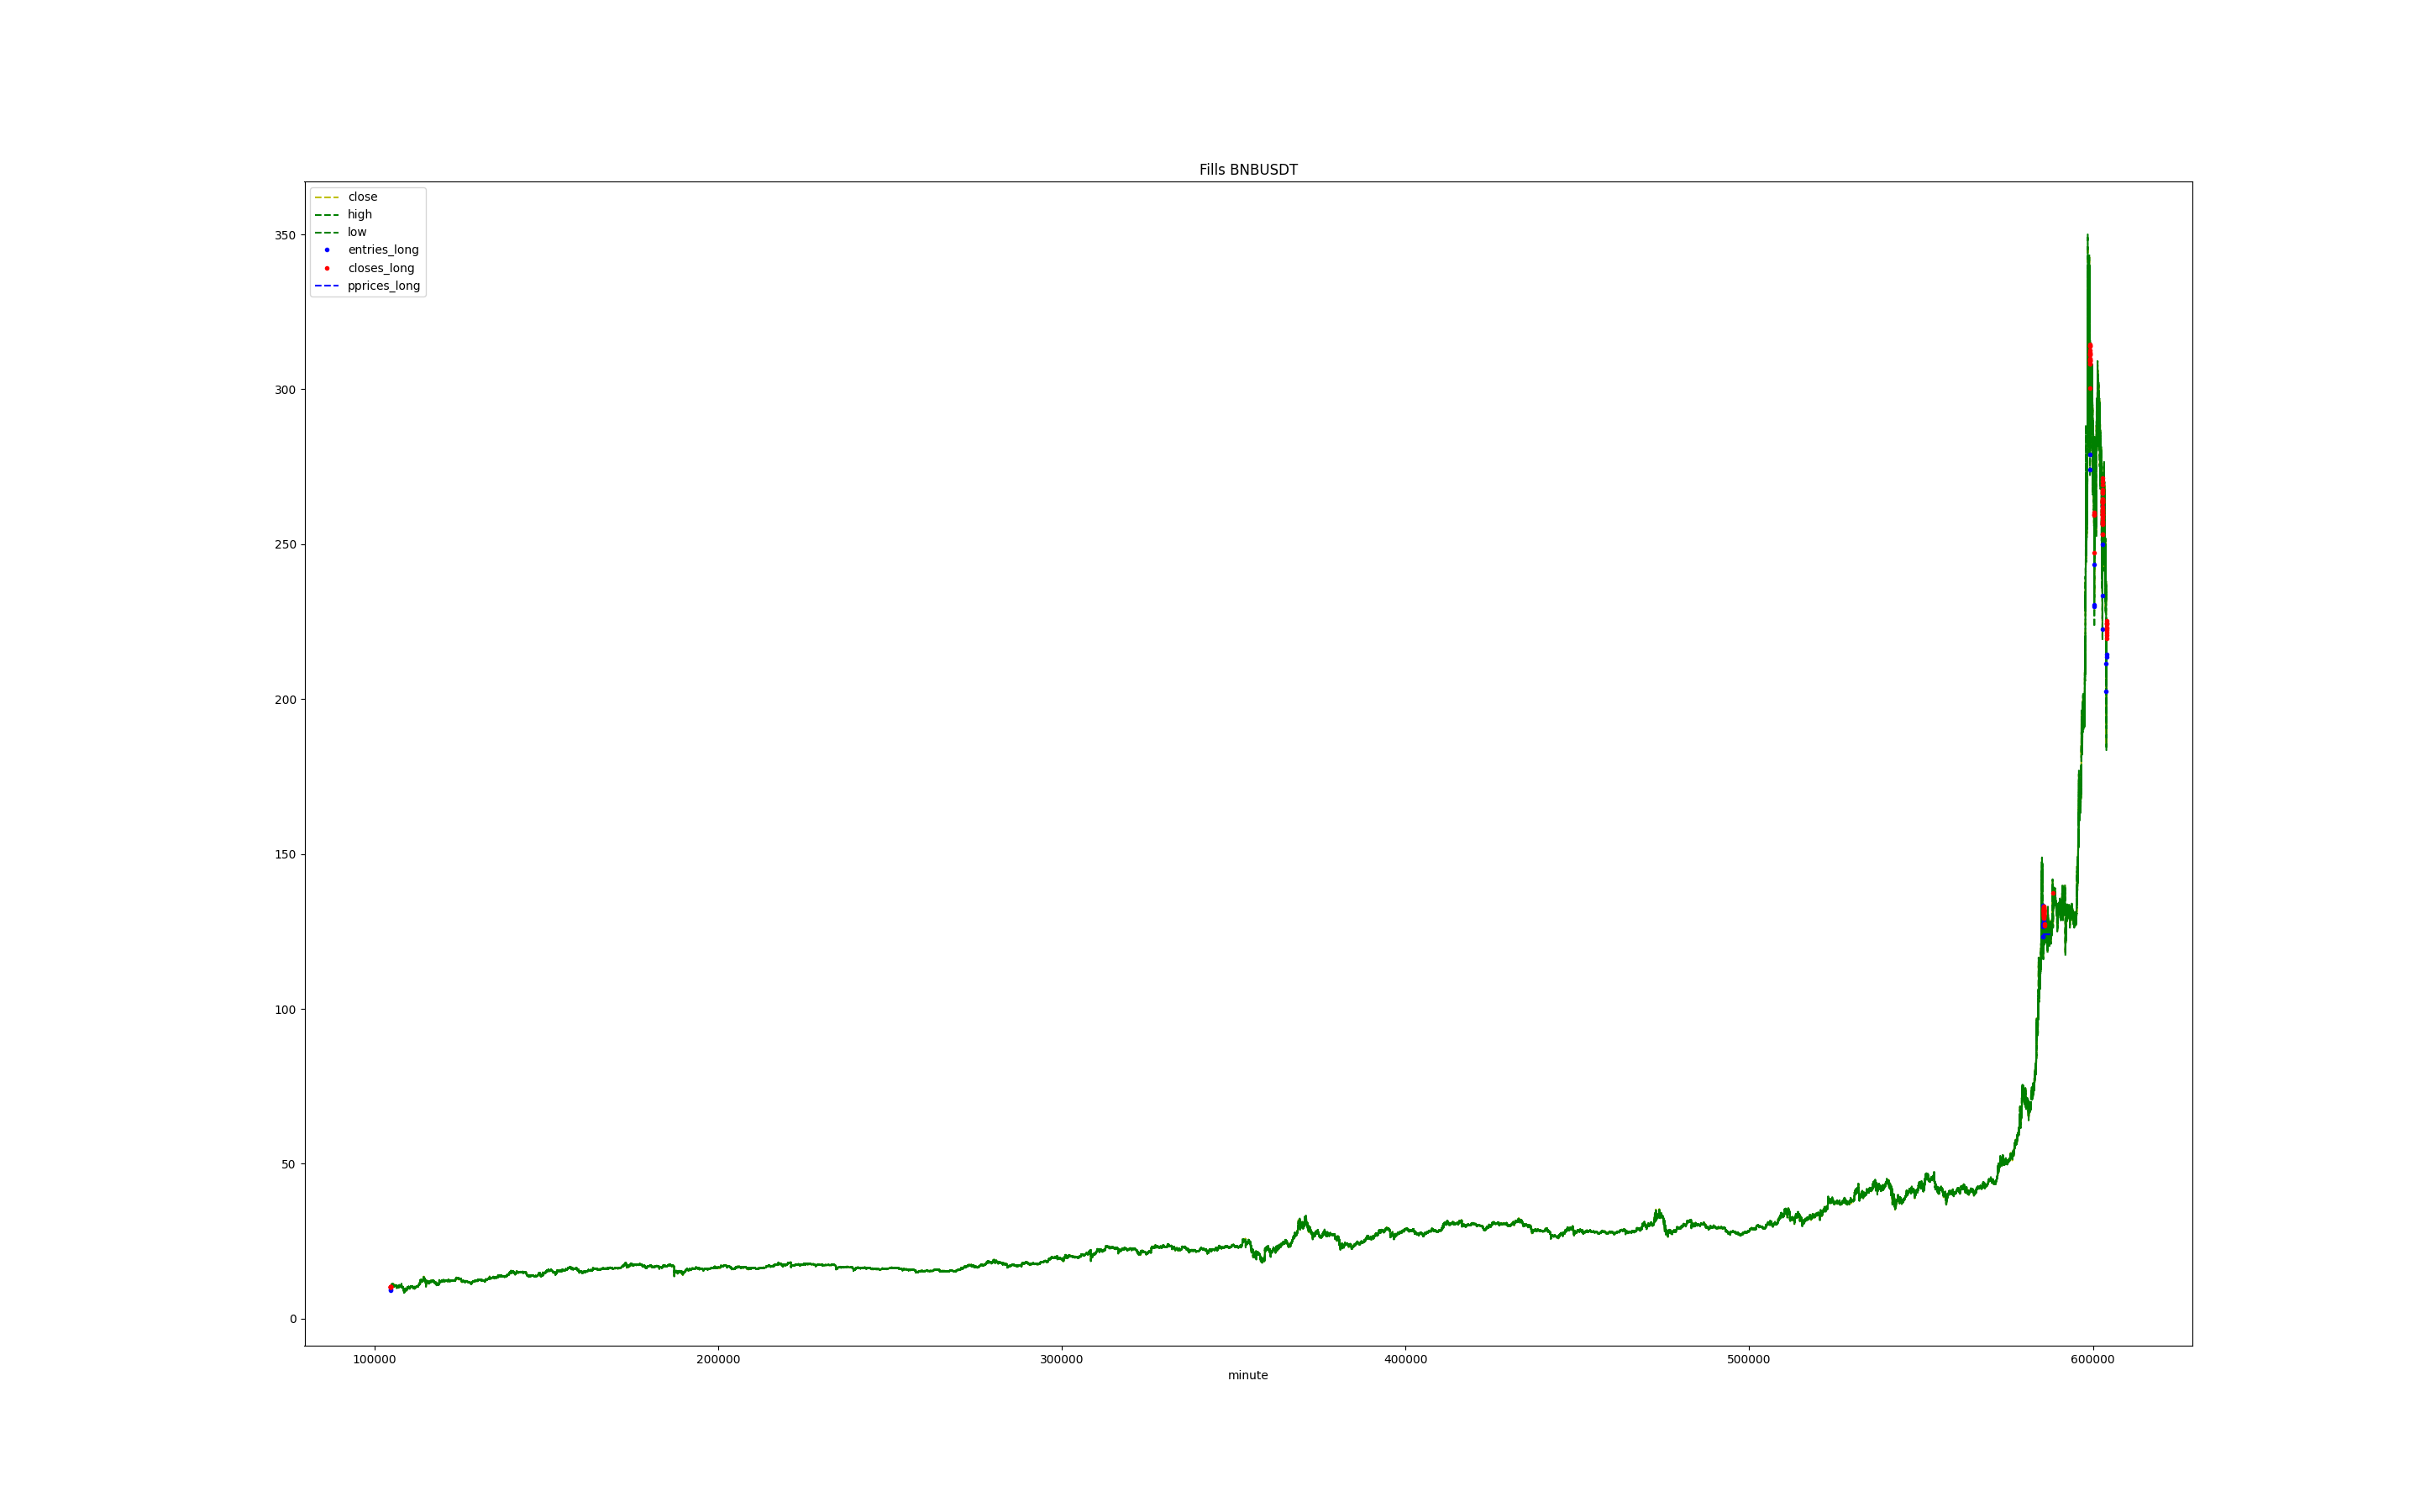 Fills BNBUSDT
close
high
low
entries_long
closes_long
pprices_long
350
300
250
200
150
100
50
0
100000 200000 300000 400000 500000 600000
minute